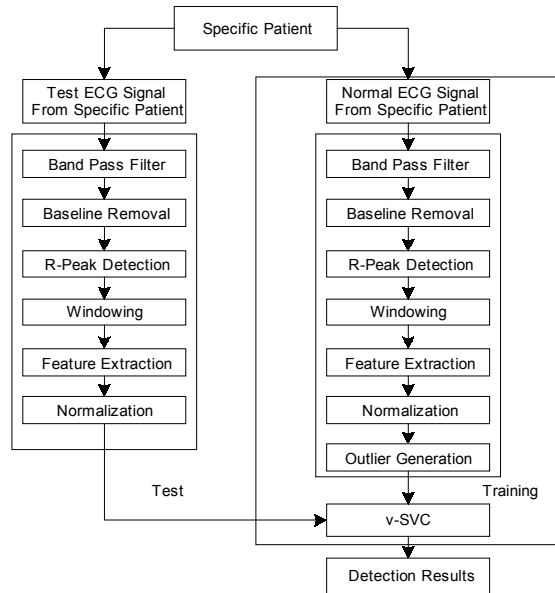 Specific Patient
Test ECG Signal
From Specific Patient
Band Pass Filter
Baseline Removal
R-Peak Detection
Windowing
Feature Extraction
Normalization
Test
Normal ECG Signal
From Specific Patient
Band Pass Filter
Baseline Removal
R-Peak Detection
Windowing
Feature Extraction
Normalization
Outlier Generation
Training
v-SVC
Detection Results